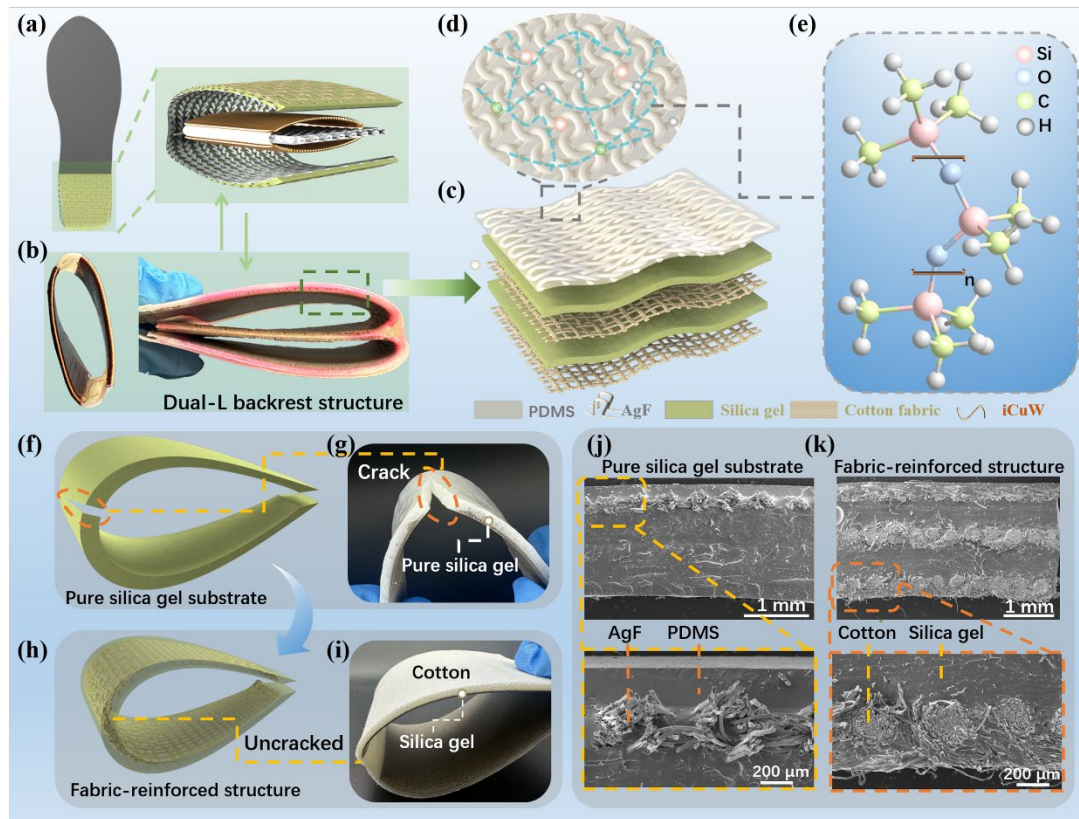 (a)
(d)
(e)
Si
O
C
H
(b)
(c)
n
Dual-L backrest structure
PDMS
AgF
Silica gel
Cotton fabric
iCuW
(f)
(g)
Crack
Pure silica gel
Pure silica gel substrate
(h)
(i)
Cotton
Silica gel
Uncracked
Fabric-reinforced structure
(j)
(k)
Pure silica gel substrate
Fabric-reinforced structure
1 mm
1 mm
AgF
PDMS
Cotton
Silica gel
200 μm
200 μm